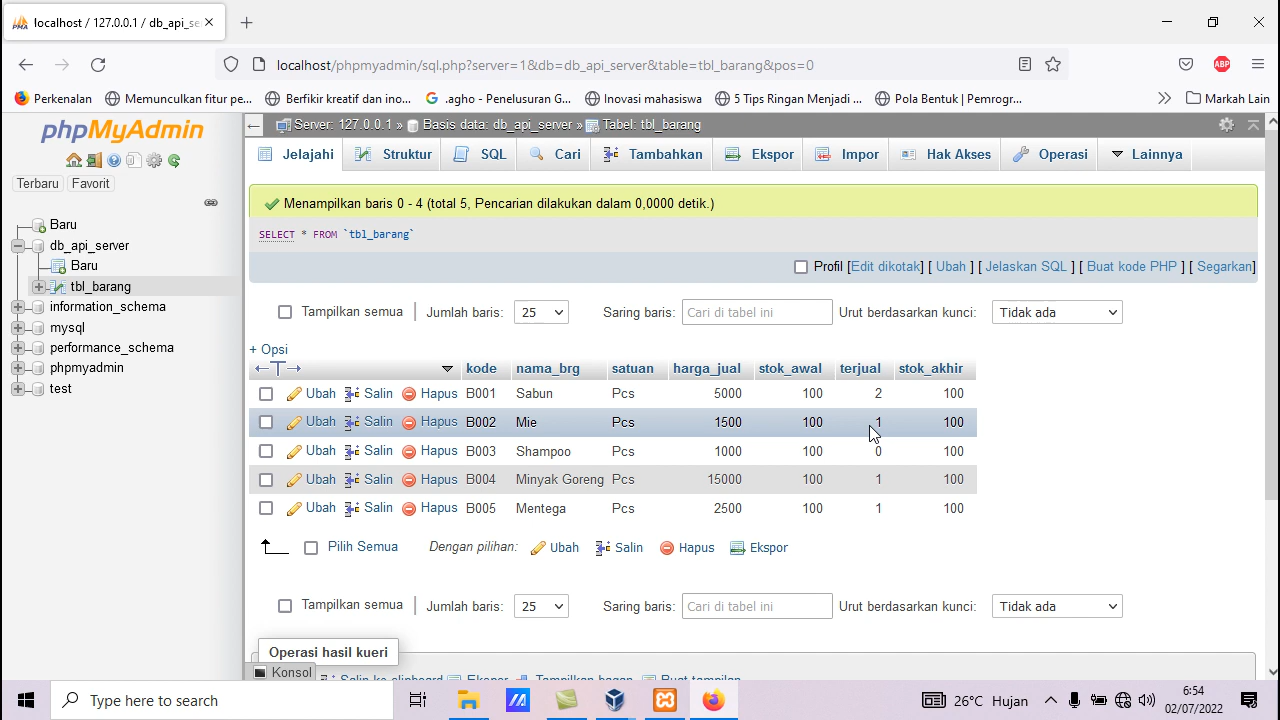 localhost / 127.0.0.1 / db_api_se
localhost/phpmyadmin/sql.php?server=1&db=db_api_server&table=tbl_barang&pos=0
ABP
Perkenalan
Memunculkan fitur pe...
Berfikir kreatif dan ino...
.agho - Penelusuran G...
Inovasi mahasiswa
5 Tips Ringan Menjadi ...
Pola Bentuk | Pemrogr...
Markah Lain
phpMyAdmin
Terbaru Favorit
Baru
db_api_server
Baru
tbl_barang
information_schema
mysql
performance_schema
phpmyadmin
test
Server: 127.0.0.1 » Basis data: db_api_server » Tabel: tbl_barang
Jelajahi Struktur SQL Cari Tambahkan Ekspor Impor Hak Akses Operasi Lainnya
Menampilkan baris 0 - 4 (total 5, Pencarian dilakukan dalam 0,0000 detik.)
SELECT * FROM `tbl_barang`
Profil [Edit dikotak] [ Ubah ] [ Jelaskan SQL ] [ Buat kode PHP ] [ Segarkan]
Tampilkan semua Jumlah baris: 25 Saring baris: Cari di tabel ini Urut berdasarkan kunci: Tidak ada
+ Opsi
←T→ kode nama_brg satuan harga_jual stok_awal terjual stok_akhir
Ubah Salin Hapus B001 Sabun Pcs 5000 100 2 100
Ubah Salin Hapus B002 Mie Pcs 1500 100 1 100
Ubah Salin Hapus B003 Shampoo Pcs 1000 100 0 100
Ubah Salin Hapus B004 Minyak Goreng Pcs 15000 100 1 100
Ubah Salin Hapus B005 Mentega Pcs 2500 100 1 100
Pilih Semua Dengan pilihan: Ubah Salin Hapus Ekspor
Tampilkan semua Jumlah baris: 25 Saring baris: Cari di tabel ini Urut berdasarkan kunci: Tidak ada
Operasi hasil kueri
Konsol Salin ke clipboard Ekspor Tampilkan bagan Buat tampilan
Type here to search
26°C Hujan
6:54
02/07/2022